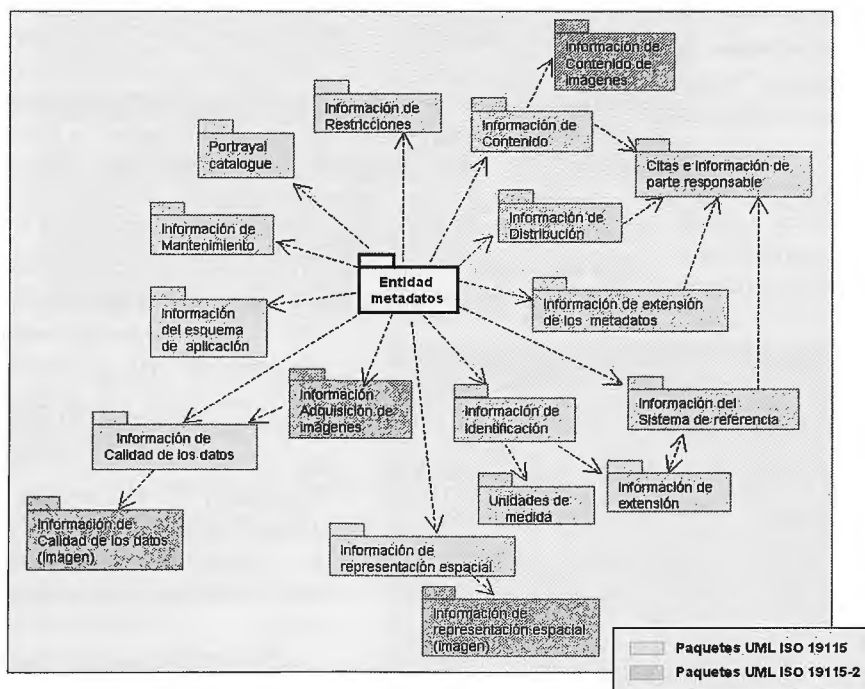 Información de
Contenido de
Imágenes
Información de
Restricciones
Información de
Contenido
Portrayal
catalogue
Citas e Información de
parte responsable
Información de
Mantenimiento
Información de
Distribución
Entidad
metadatos
Información
del esquema
de aplicación
Información de extensión
de los metadatos
Información
Adquisición de
imágenes
Información de
identificación
Información del
Sistema de referencia
Información de
Calidad de los datos
Unidades de
medida
Información de
extensión
Información de
Calidad de los datos
(imagen)
Información de
representación espacial
Información de
representación espacial
(imagen)
Paquetes UML ISO 19115
Paquetes UML ISO 19115-2